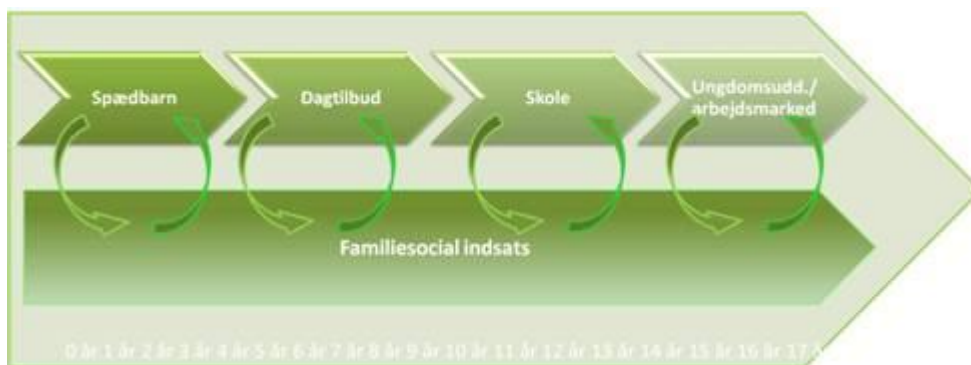 Spædbarn
Dagtilbud
Skole
Ungdomsudd./
arbejdsmarked
Familiesocial indsats
0 år 1 år 2 år 3 år 4 år 5 år 6 år 7 år 8 år 9 år 10 år 11 år 12 år 13 år 14 år 15 år 16 år 17